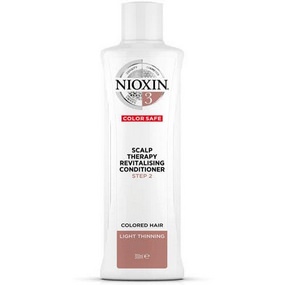 NIOXIN
3
COLOR SAFE
SCALP
THERAPY
REVITALISING
CONDITIONER
STEP 2
COLORED HAIR
LIGHT THINNING